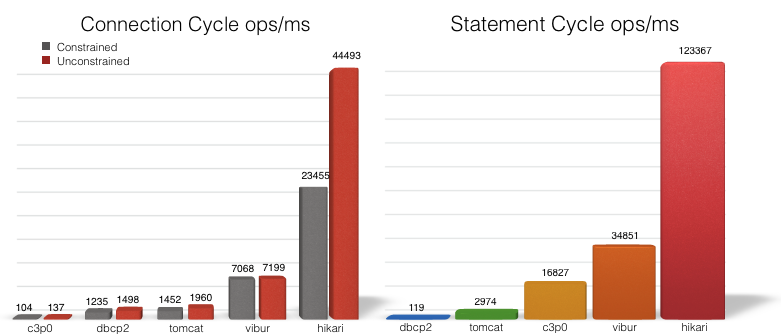 Connection Cycle ops/ms
Constrained
Unconstrained
104 137 1235 1498 1452 1960 7068 7199 23455 44493
c3p0 dbcp2 tomcat vibur hikari
Statement Cycle ops/ms
119 2974 16827 34851 123367
dbcp2 tomcat c3p0 vibur hikari